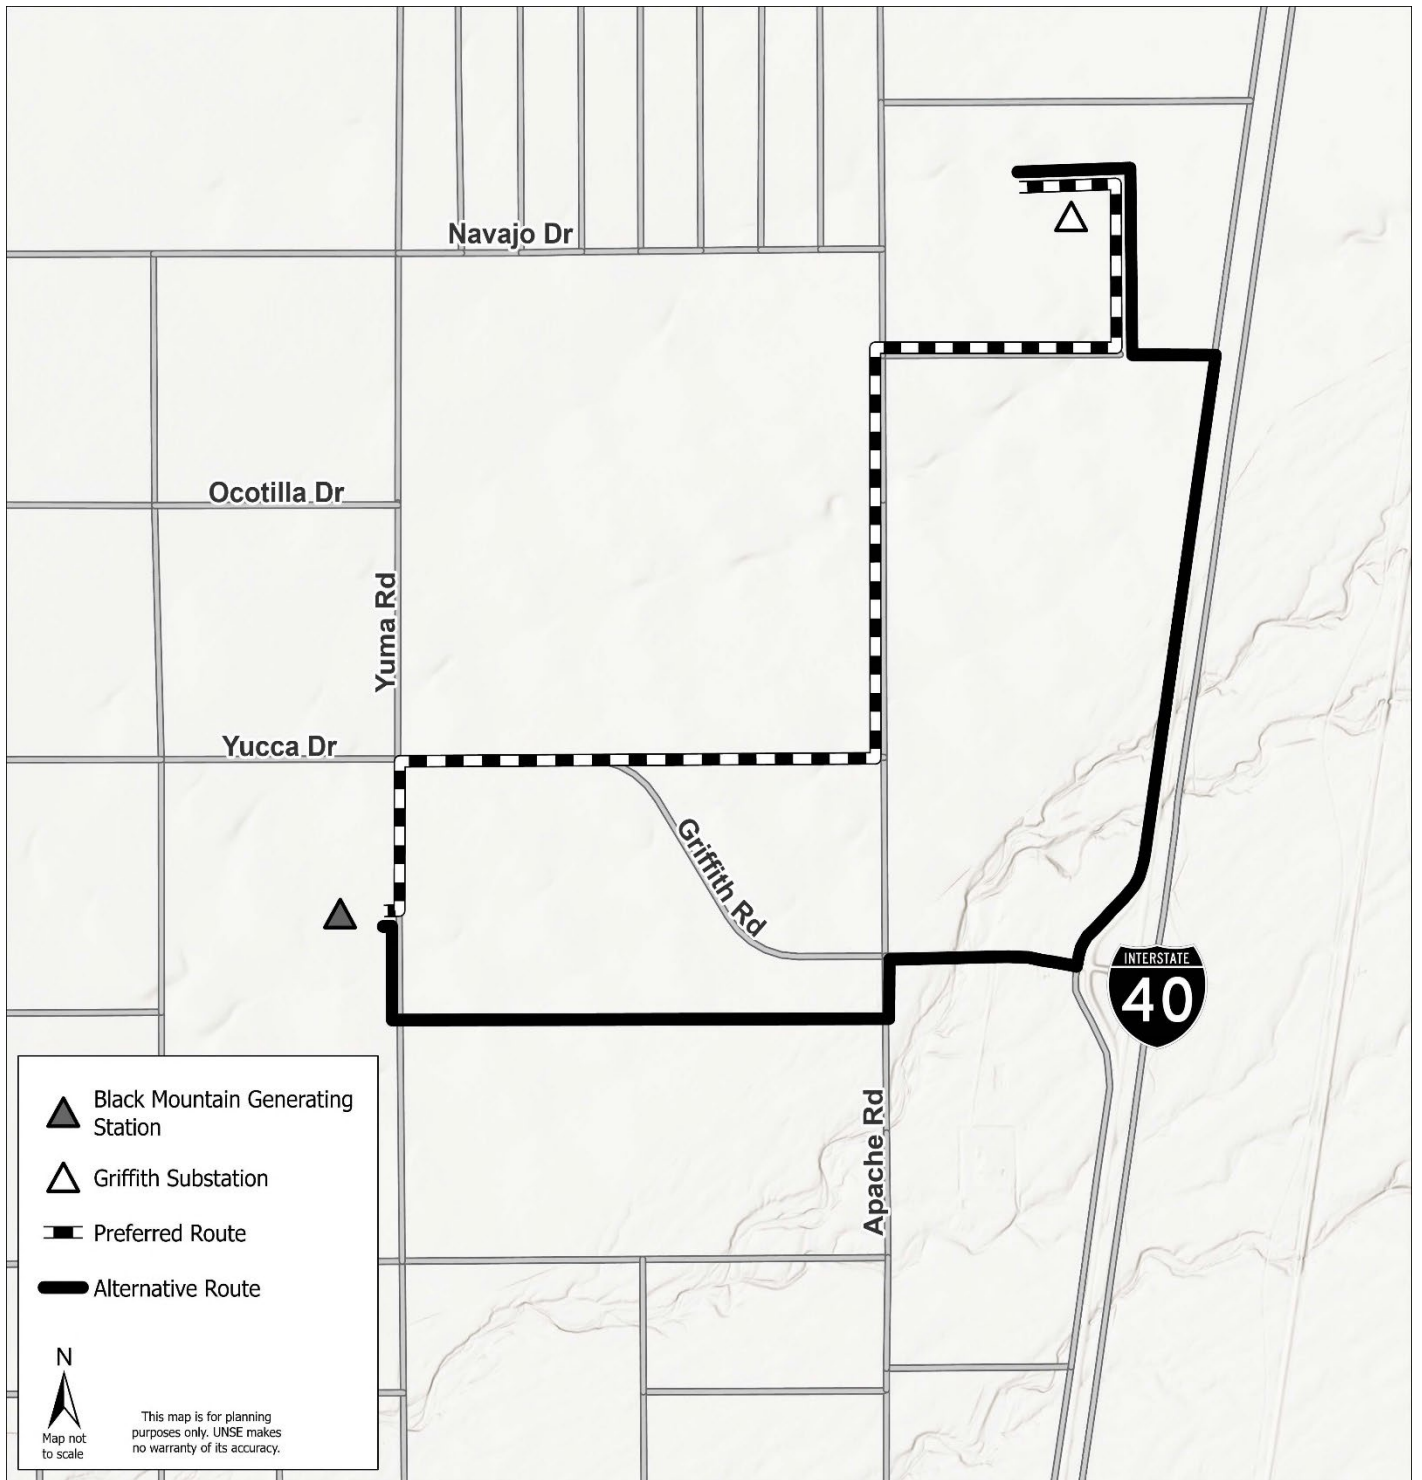 Navajo Dr
Ocotilla Dr
Yuma Rd
Yucca Dr
Griffith Rd
INTERSTATE
40
Apache Rd
Black Mountain Generating
Station
Griffith Substation
Preferred Route
Alternative Route
N
Map not
to scale
This map is for planning
purposes only. UNSE makes
no warranty of its accuracy.